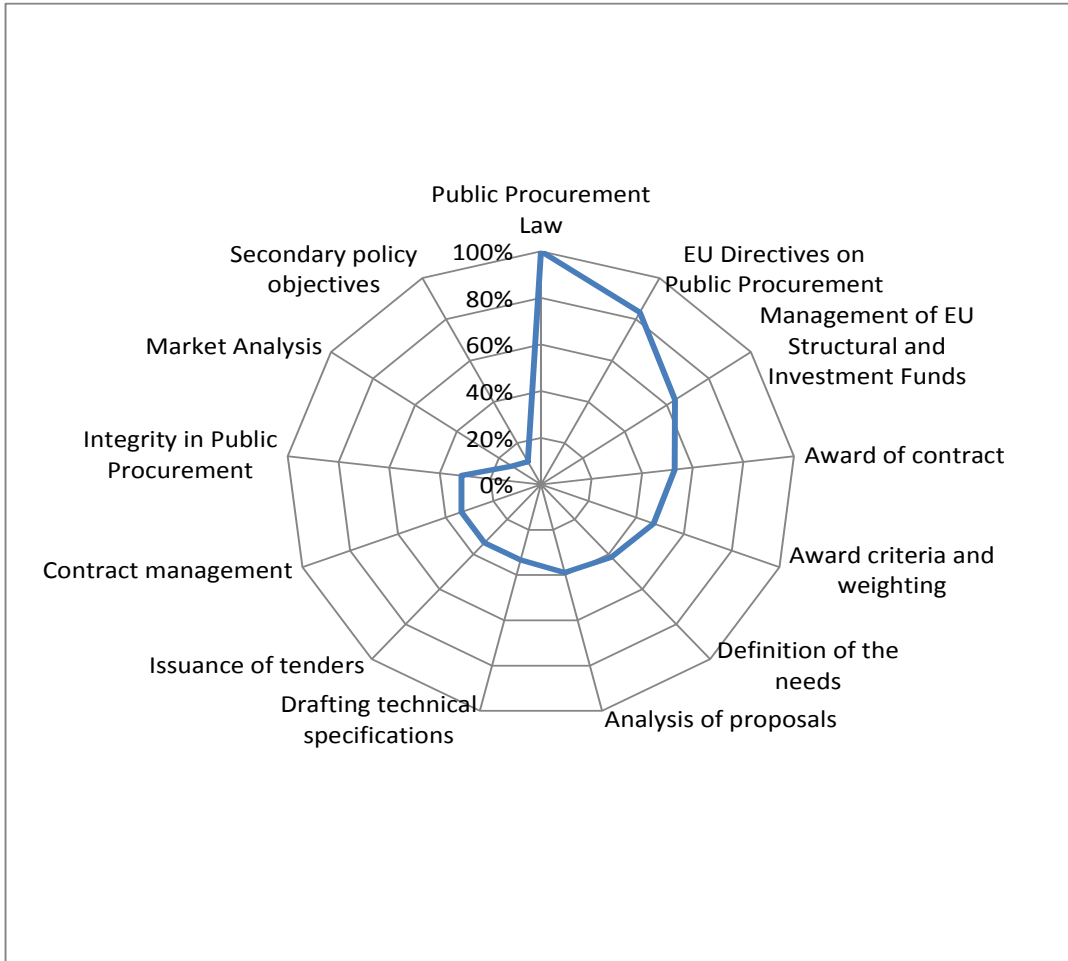 Public Procurement
Law
EU Directives on
Public Procurement
Management of EU
Structural and
Investment Funds
Award of contract
Award criteria and
weighting
Definition of the
needs
Analysis of proposals
Drafting technical
specifications
Issuance of tenders
Contract management
Integrity in Public
Procurement
Market Analysis
Secondary policy
objectives
100%
80%
60%
40%
20%
0%